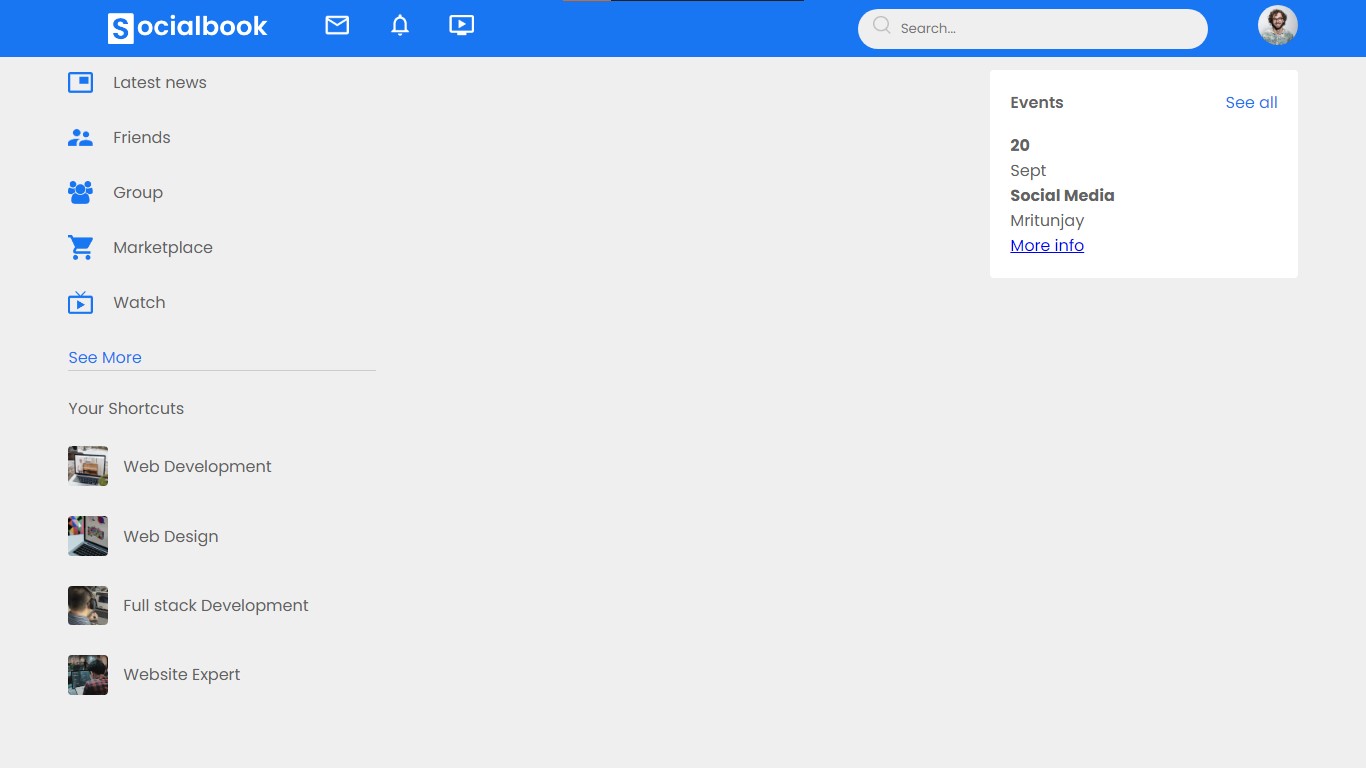 Socialbook
Search...
Latest news
Friends
Group
Marketplace
Watch
See More
Your Shortcuts
Web Development
Web Design
Full stack Development
Website Expert
Events
See all
20
Sept
Social Media
Mritunjay
More info